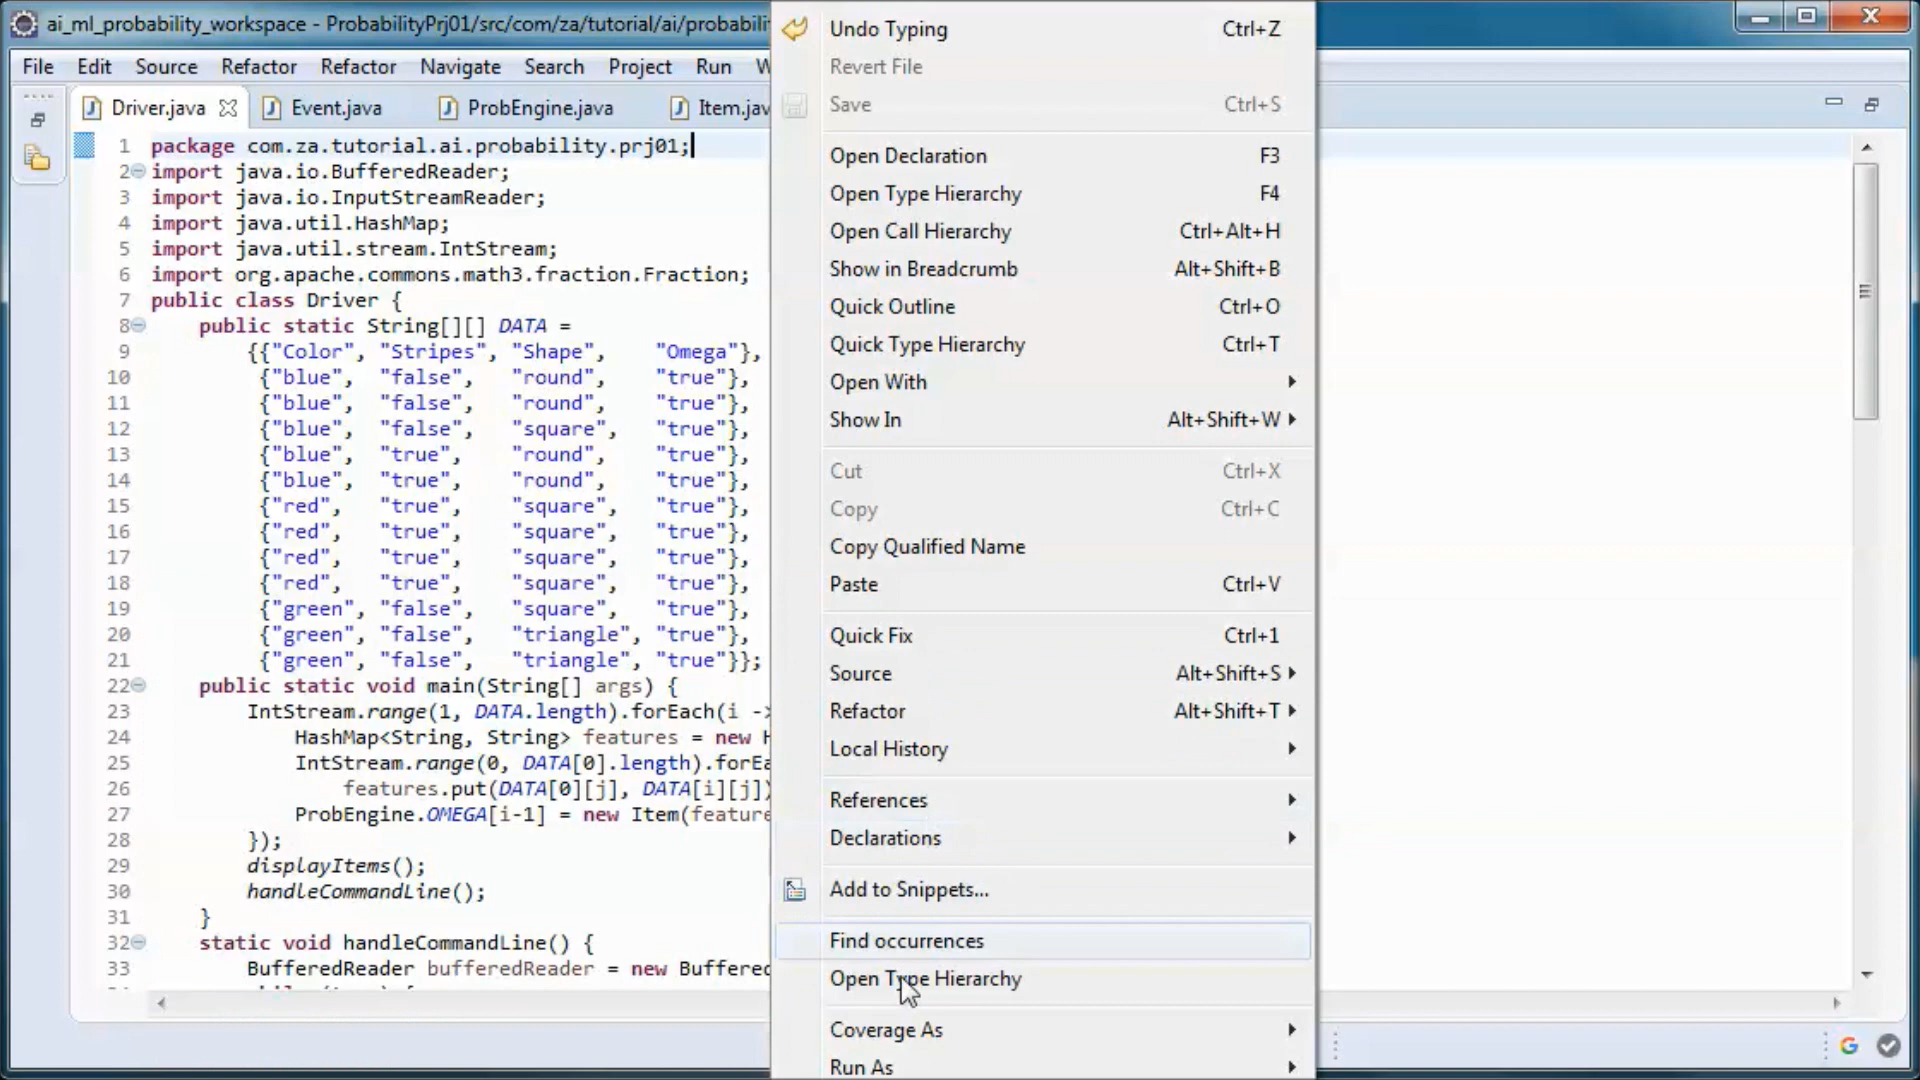 ai_ml_probability_workspace - ProbabilityPrj01/src/com/za/tutorial/ai/probabili
File Edit Source Refactor Refactor Navigate Search Project Run W
Driver.java Event.java ProbEngine.java Item.jav
1 package com.za.tutorial.ai.probability.prj01;
2 import java.io.BufferedReader;
3 import java.io.InputStreamReader;
4 import java.util.HashMap;
5 import java.util.stream.IntStream;
6 import org.apache.commons.math3.fraction.Fraction;
7 public class Driver {
8 public static String[][] DATA =
9 {{"Color", "Stripes", "Shape", "Omega"},
10 {"blue", "false", "round", "true"},
11 {"blue", "false", "round", "true"},
12 {"blue", "false", "square", "true"},
13 {"blue", "true", "round", "true"},
14 {"blue", "true", "round", "true"},
15 {"red", "true", "square", "true"},
16 {"red", "true", "square", "true"},
17 {"red", "true", "square", "true"},
18 {"red", "true", "square", "true"},
19 {"green", "false", "square", "true"},
20 {"green", "false", "triangle", "true"},
21 {"green", "false", "triangle", "true"}};
22 public static void main(String[] args) {
23 IntStream.range(1, DATA.length).forEach(i ->
24 HashMap<String, String> features = new H
25 IntStream.range(0, DATA[0].length).forEa
26 features.put(DATA[0][j], DATA[i][j])
27 ProbEngine.OMEGA[i-1] = new Item(feature
28 });
29 displayItems();
30 handleCommandLine();
31 }
32 static void handleCommandLine() {
33 BufferedReader bufferedReader = new Buffered
Undo Typing Ctrl+Z
Revert File
Save Ctrl+S
Open Declaration F3
Open Type Hierarchy F4
Open Call Hierarchy Ctrl+Alt+H
Show in Breadcrumb Alt+Shift+B
Quick Outline Ctrl+O
Quick Type Hierarchy Ctrl+T
Open With
Show In Alt+Shift+W
Cut Ctrl+X
Copy Ctrl+C
Copy Qualified Name
Paste Ctrl+V
Quick Fix Ctrl+1
Source Alt+Shift+S
Refactor Alt+Shift+T
Local History
References
Declarations
Add to Snippets...
Find occurrences
Open Type Hierarchy
Coverage As
Run As
G